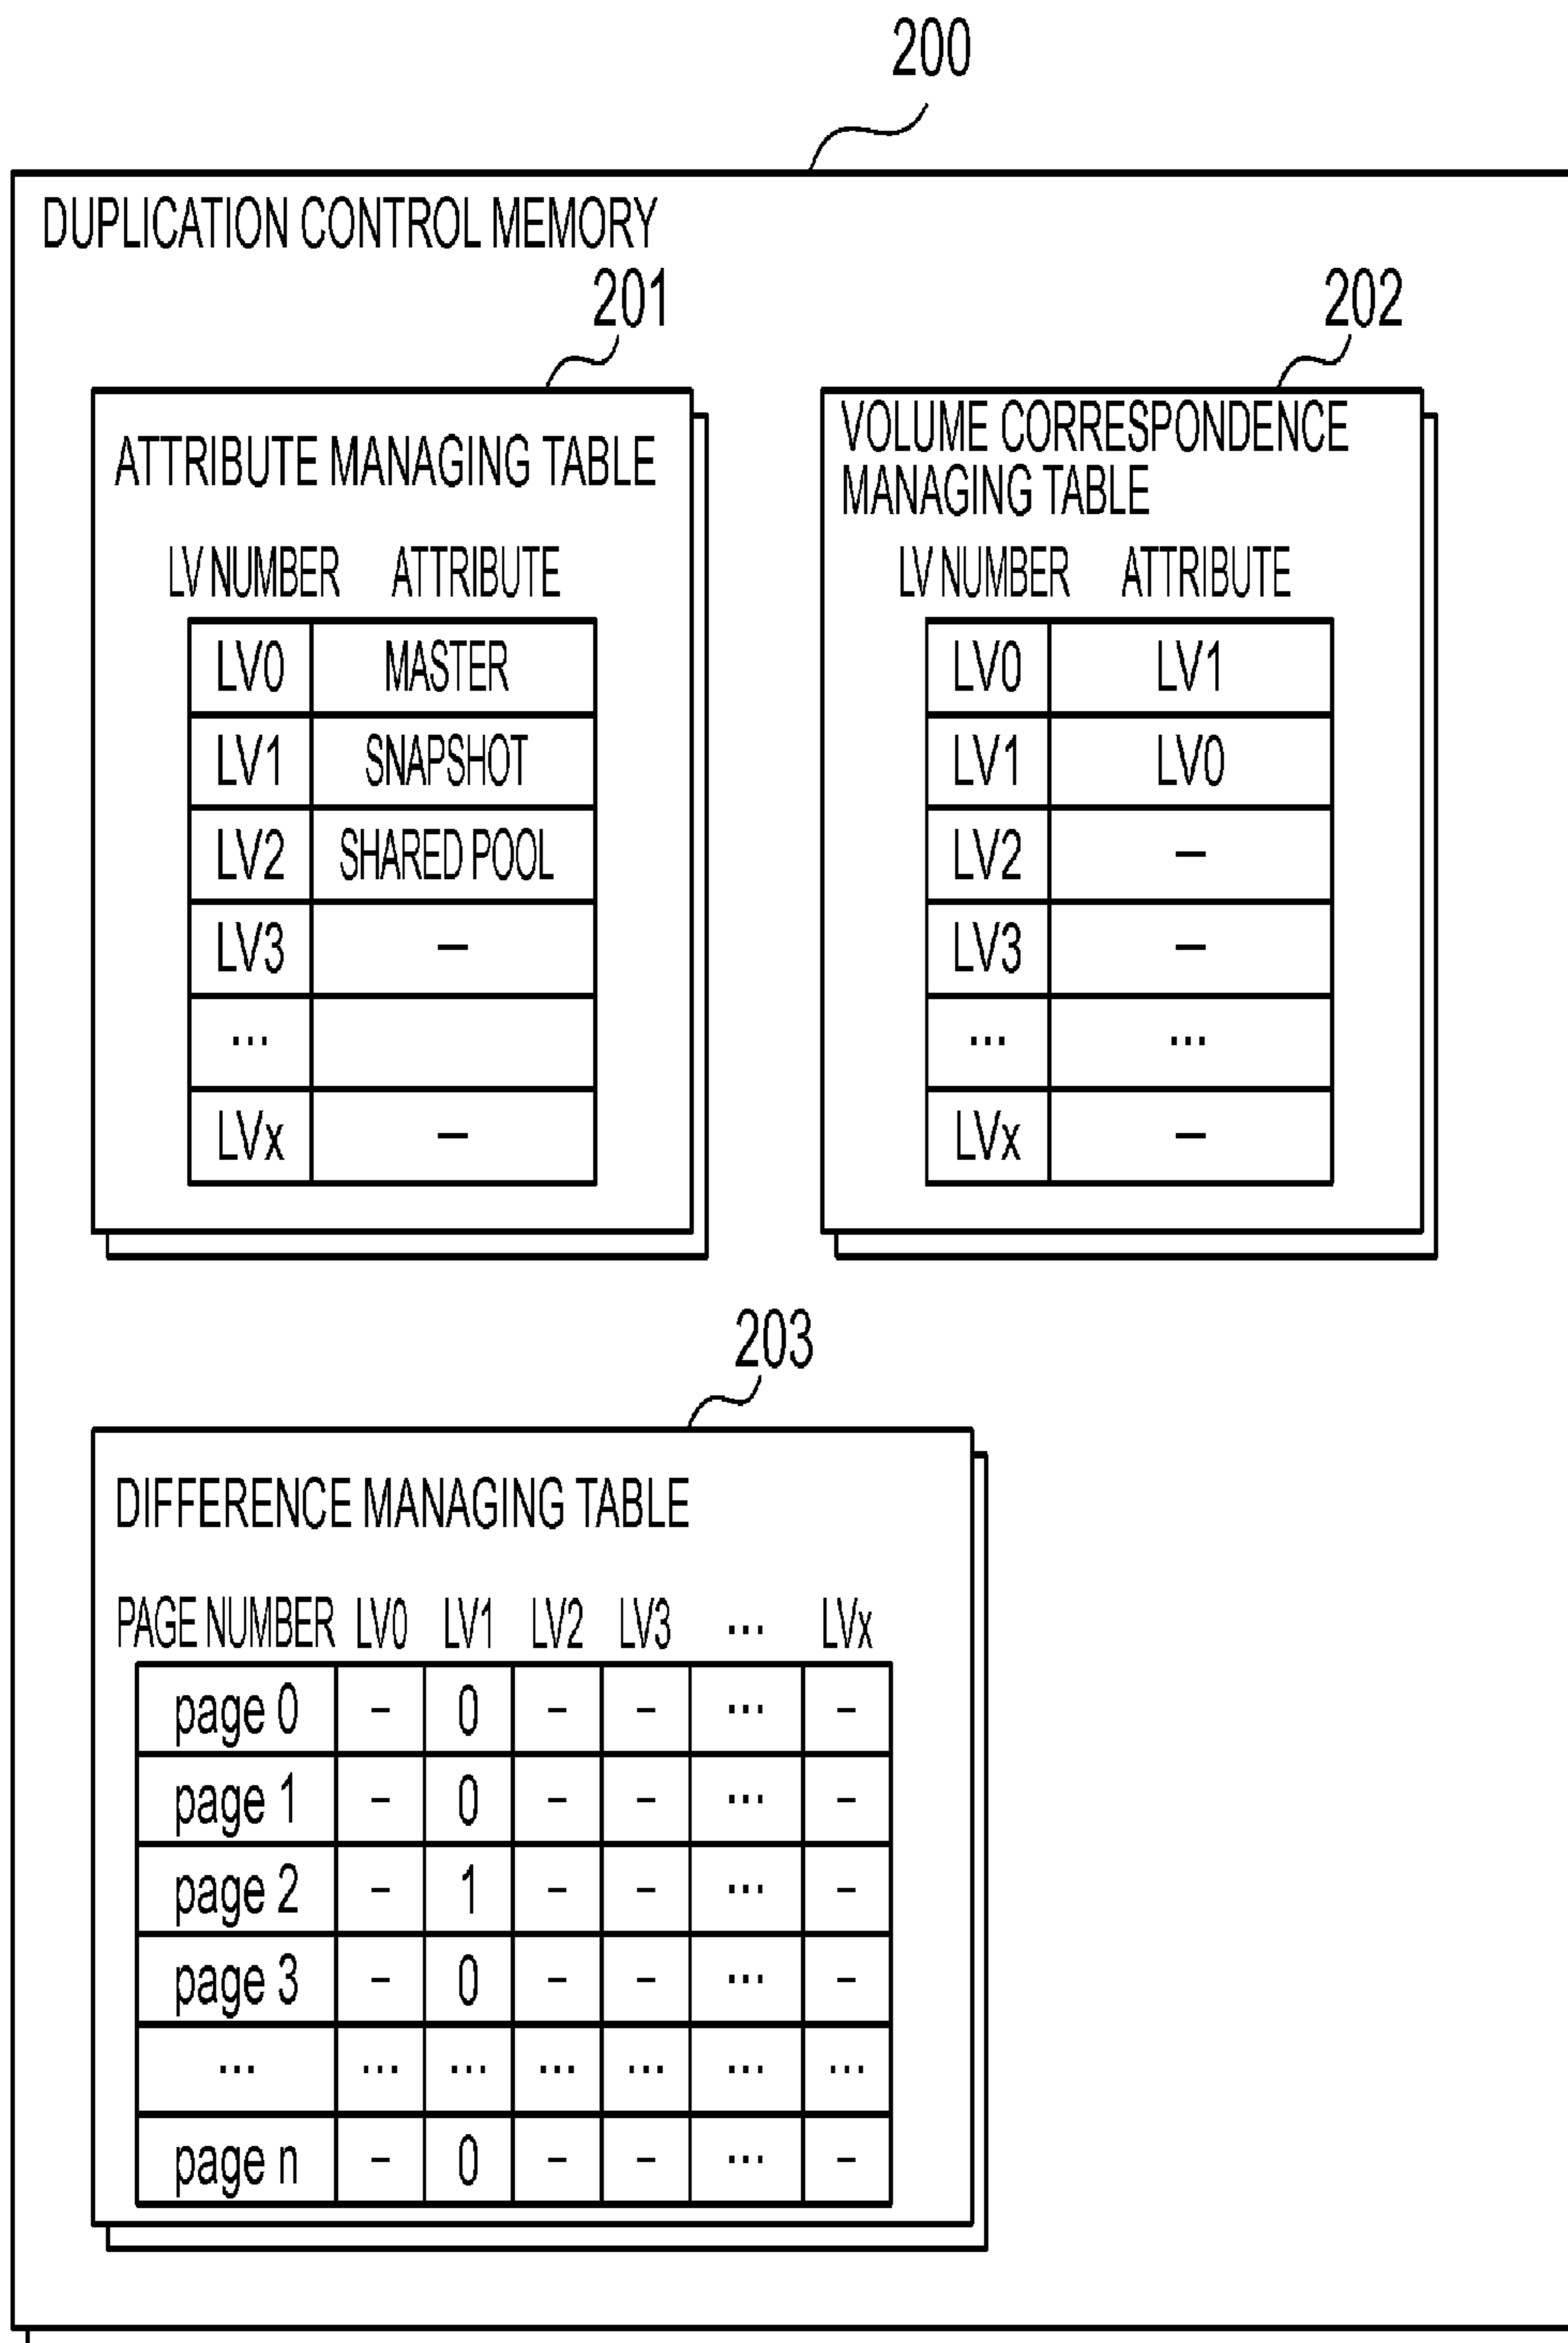 200
DUPLICATION CONTROL MEMORY
201
ATTRIBUTE MANAGING TABLE
LV NUMBER ATTRIBUTE
LV0 MASTER
LV1 SNAPSHOT
LV2 SHARED POOL
LV3 –
...
LVx –
202
VOLUME CORRESPONDENCE
MANAGING TABLE
LV NUMBER ATTRIBUTE
LV0 LV1
LV1 LV0
LV2 –
LV3 –
... ...
LVx –
203
DIFFERENCE MANAGING TABLE
PAGE NUMBER LV0 LV1 LV2 LV3 ... LVx
page 0 – 0 – – ... –
page 1 – 0 – – ... –
page 2 – 1 – – ... –
page 3 – 0 – – ... –
... ... ... ... ... ... ...
page n – 0 – – ... –